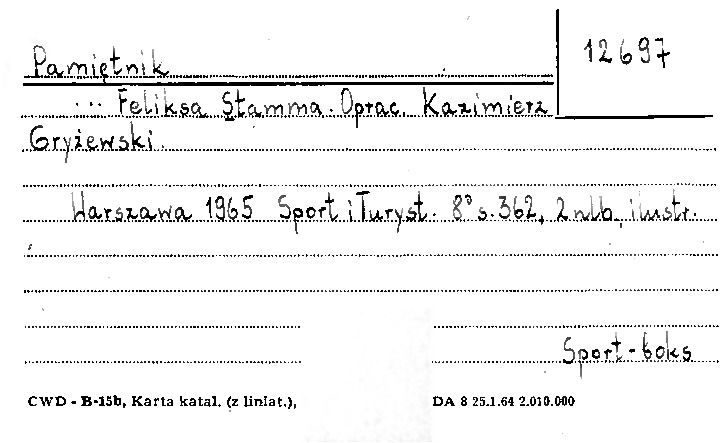 12697
Pamiętnik
... Feliksa Stamma. Oprac. Kazimierz
Gryżewski.
Warszawa 1965 Sport i Turyst. 8° s. 362, 2 nlb., ilustr.
Sport - boks
CWD - B-15b, Karta katal. (z liniat.), DA 8 25.1.64 2.010.000